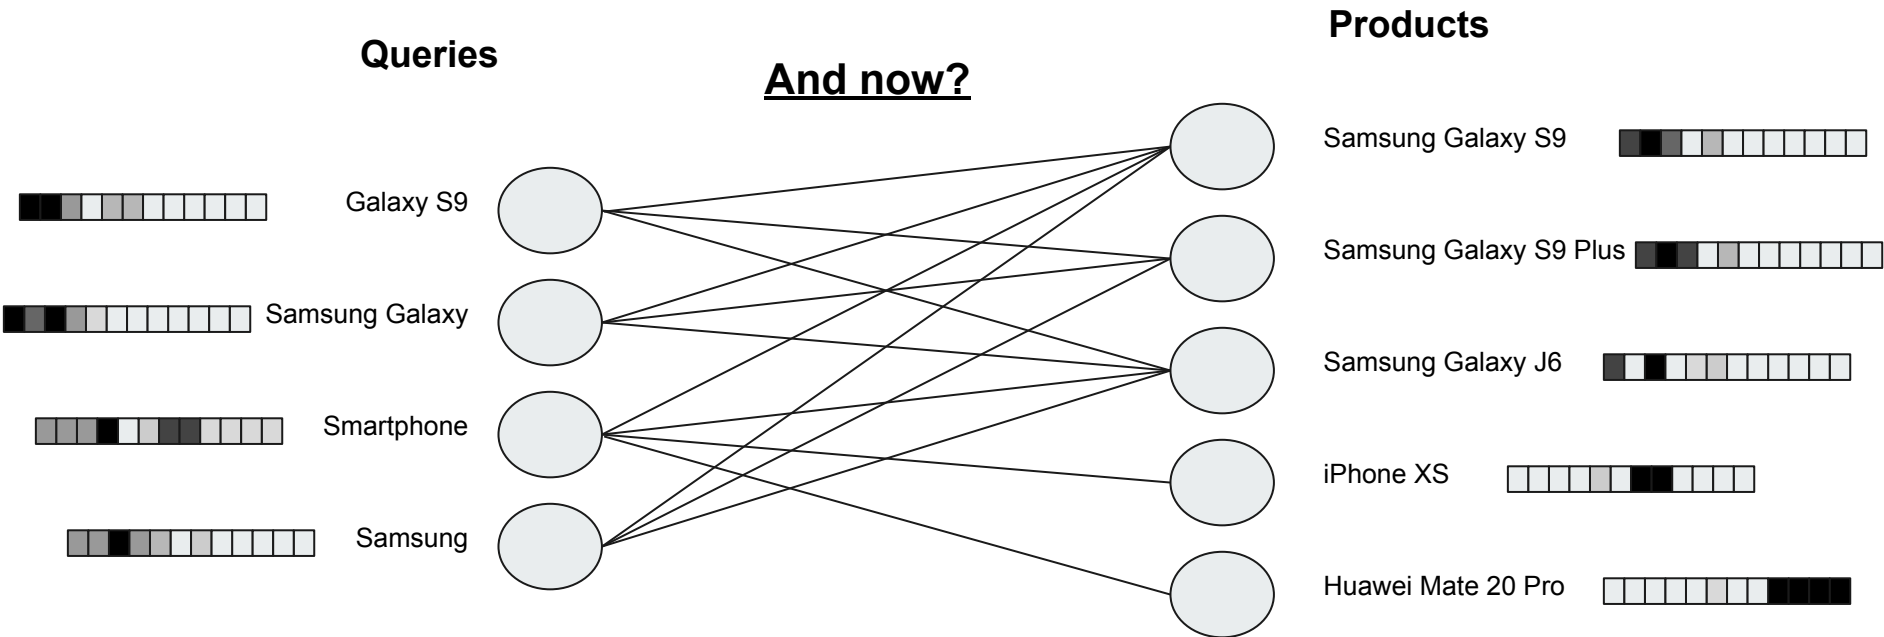 Queries
And now?
Products
Galaxy S9
Samsung Galaxy
Smartphone
Samsung
Samsung Galaxy S9
Samsung Galaxy S9 Plus
Samsung Galaxy J6
iPhone XS
Huawei Mate 20 Pro